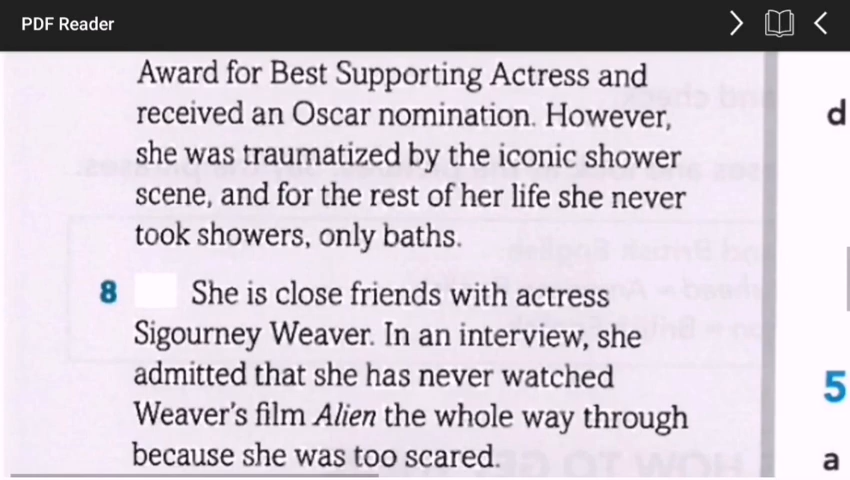 PDF Reader
Award for Best Supporting Actress and
received an Oscar nomination. However,
she was traumatized by the iconic shower
scene, and for the rest of her life she never
took showers, only baths.
8 She is close friends with actress
Sigourney Weaver. In an interview, she
admitted that she has never watched
Weaver's film Alien the whole way through
because she was too scared.
d
5
a